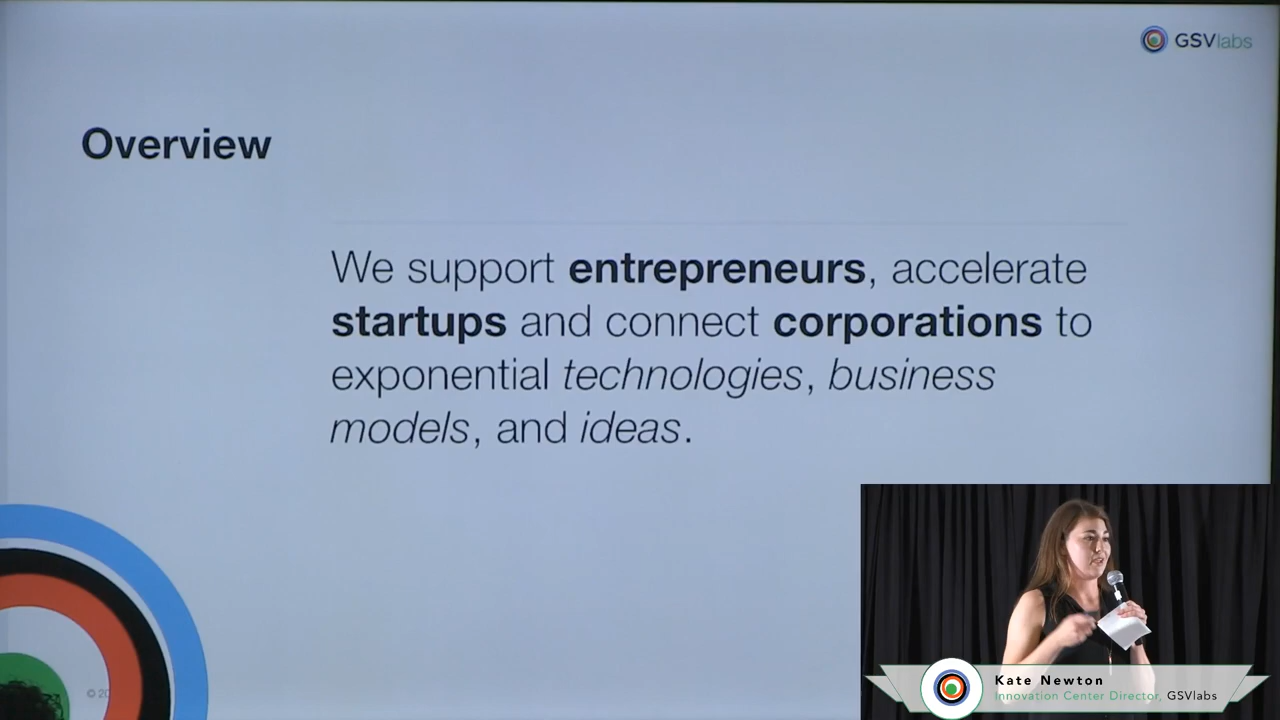 GSVlabs
Overview
We support entrepreneurs, accelerate
startups and connect corporations to
exponential technologies, business
models, and ideas.
© 20
Kate Newton
Innovation Center Director, GSVlabs